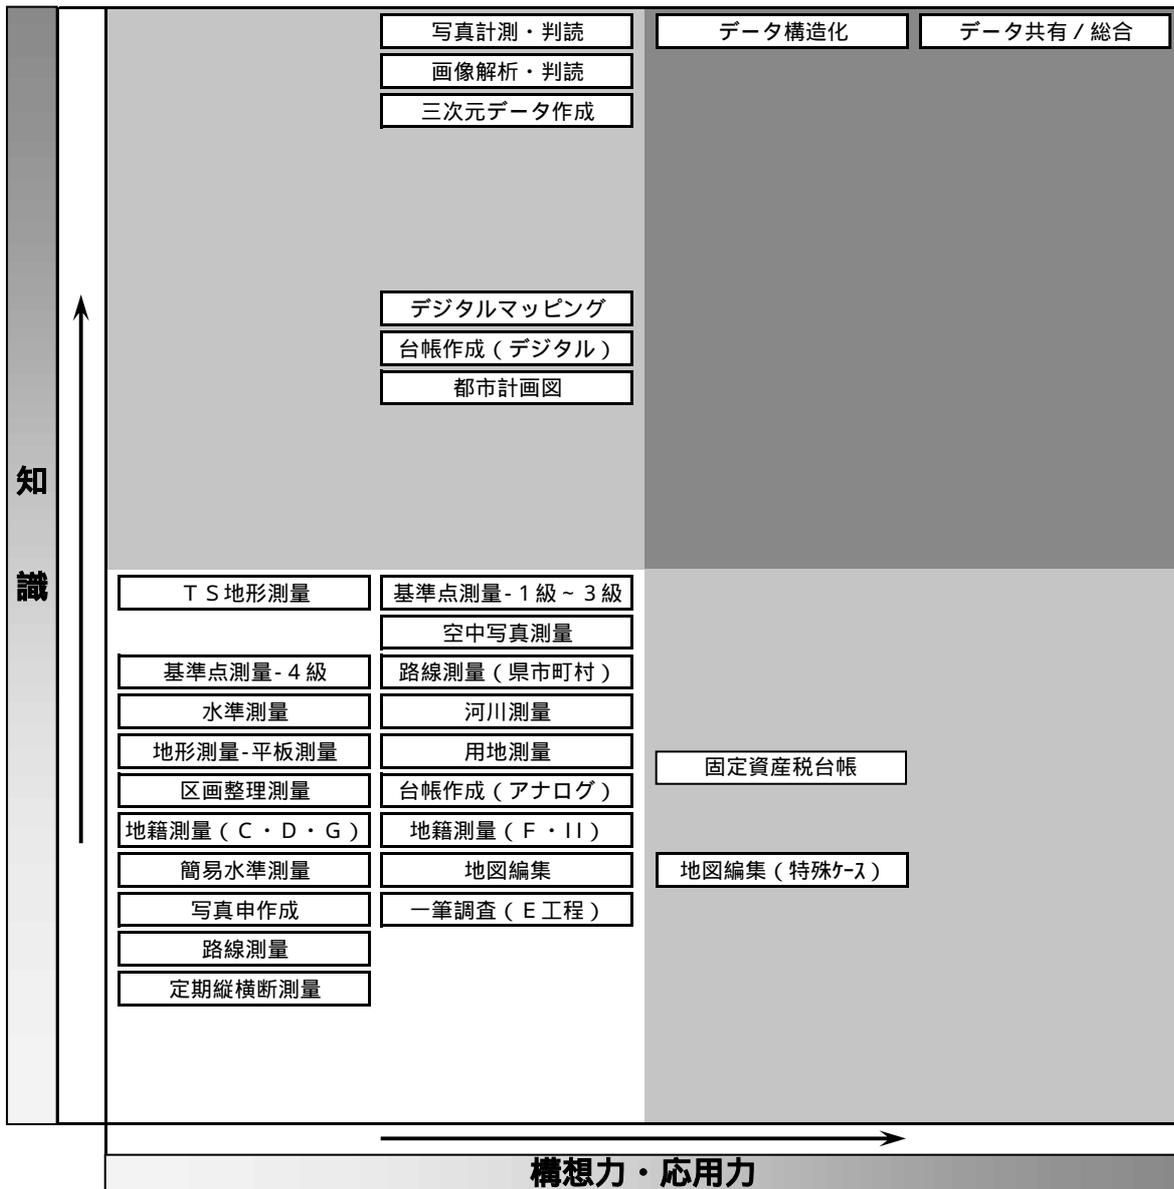 写真計測・判読
データ構造化
データ共有/総合
画像解析・判読
三次元データ作成
デジタルマッピング
台帳作成(デジタル)
都市計画図
知
識
TS地形測量
基準点測量-1級~3級
空中写真測量
基準点測量-4級
路線測量(県市町村)
水準測量
河川測量
地形測量-平板測量
用地測量
固定資産税台帳
区画整理測量
台帳作成(アナログ)
地籍測量(C・D・G)
地籍測量(F・II)
簡易水準測量
地図編集
地図編集(特殊ケース)
写真申作成
一筆調査(E工程)
路線測量
定期縦横断測量
構想力・応用力